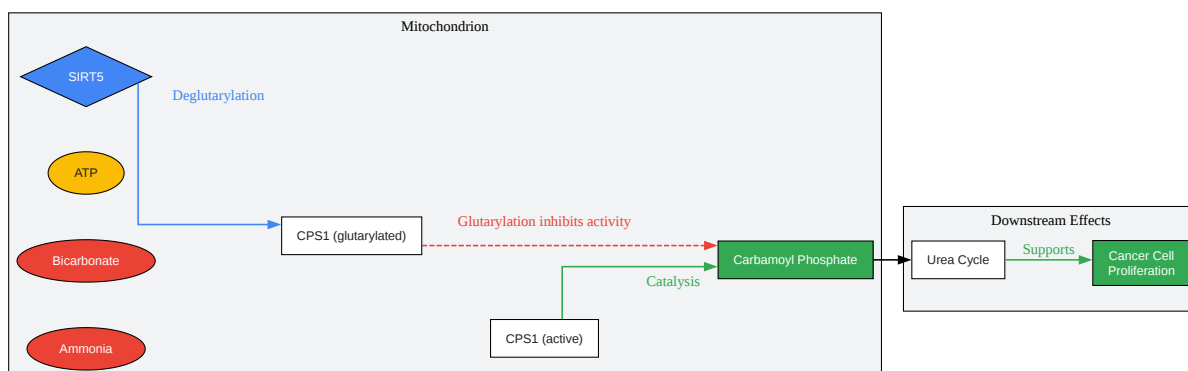 Mitochondrion
SIRT5
Deglutarylation
ATP
CPS1 (glutarylated)
Glutarylation inhibits activity
Bicarbonate
Carbamoyl Phosphate
Catalysis
CPS1 (active)
Ammonia
Downstream Effects
Urea Cycle
Supports
Cancer Cell
Proliferation